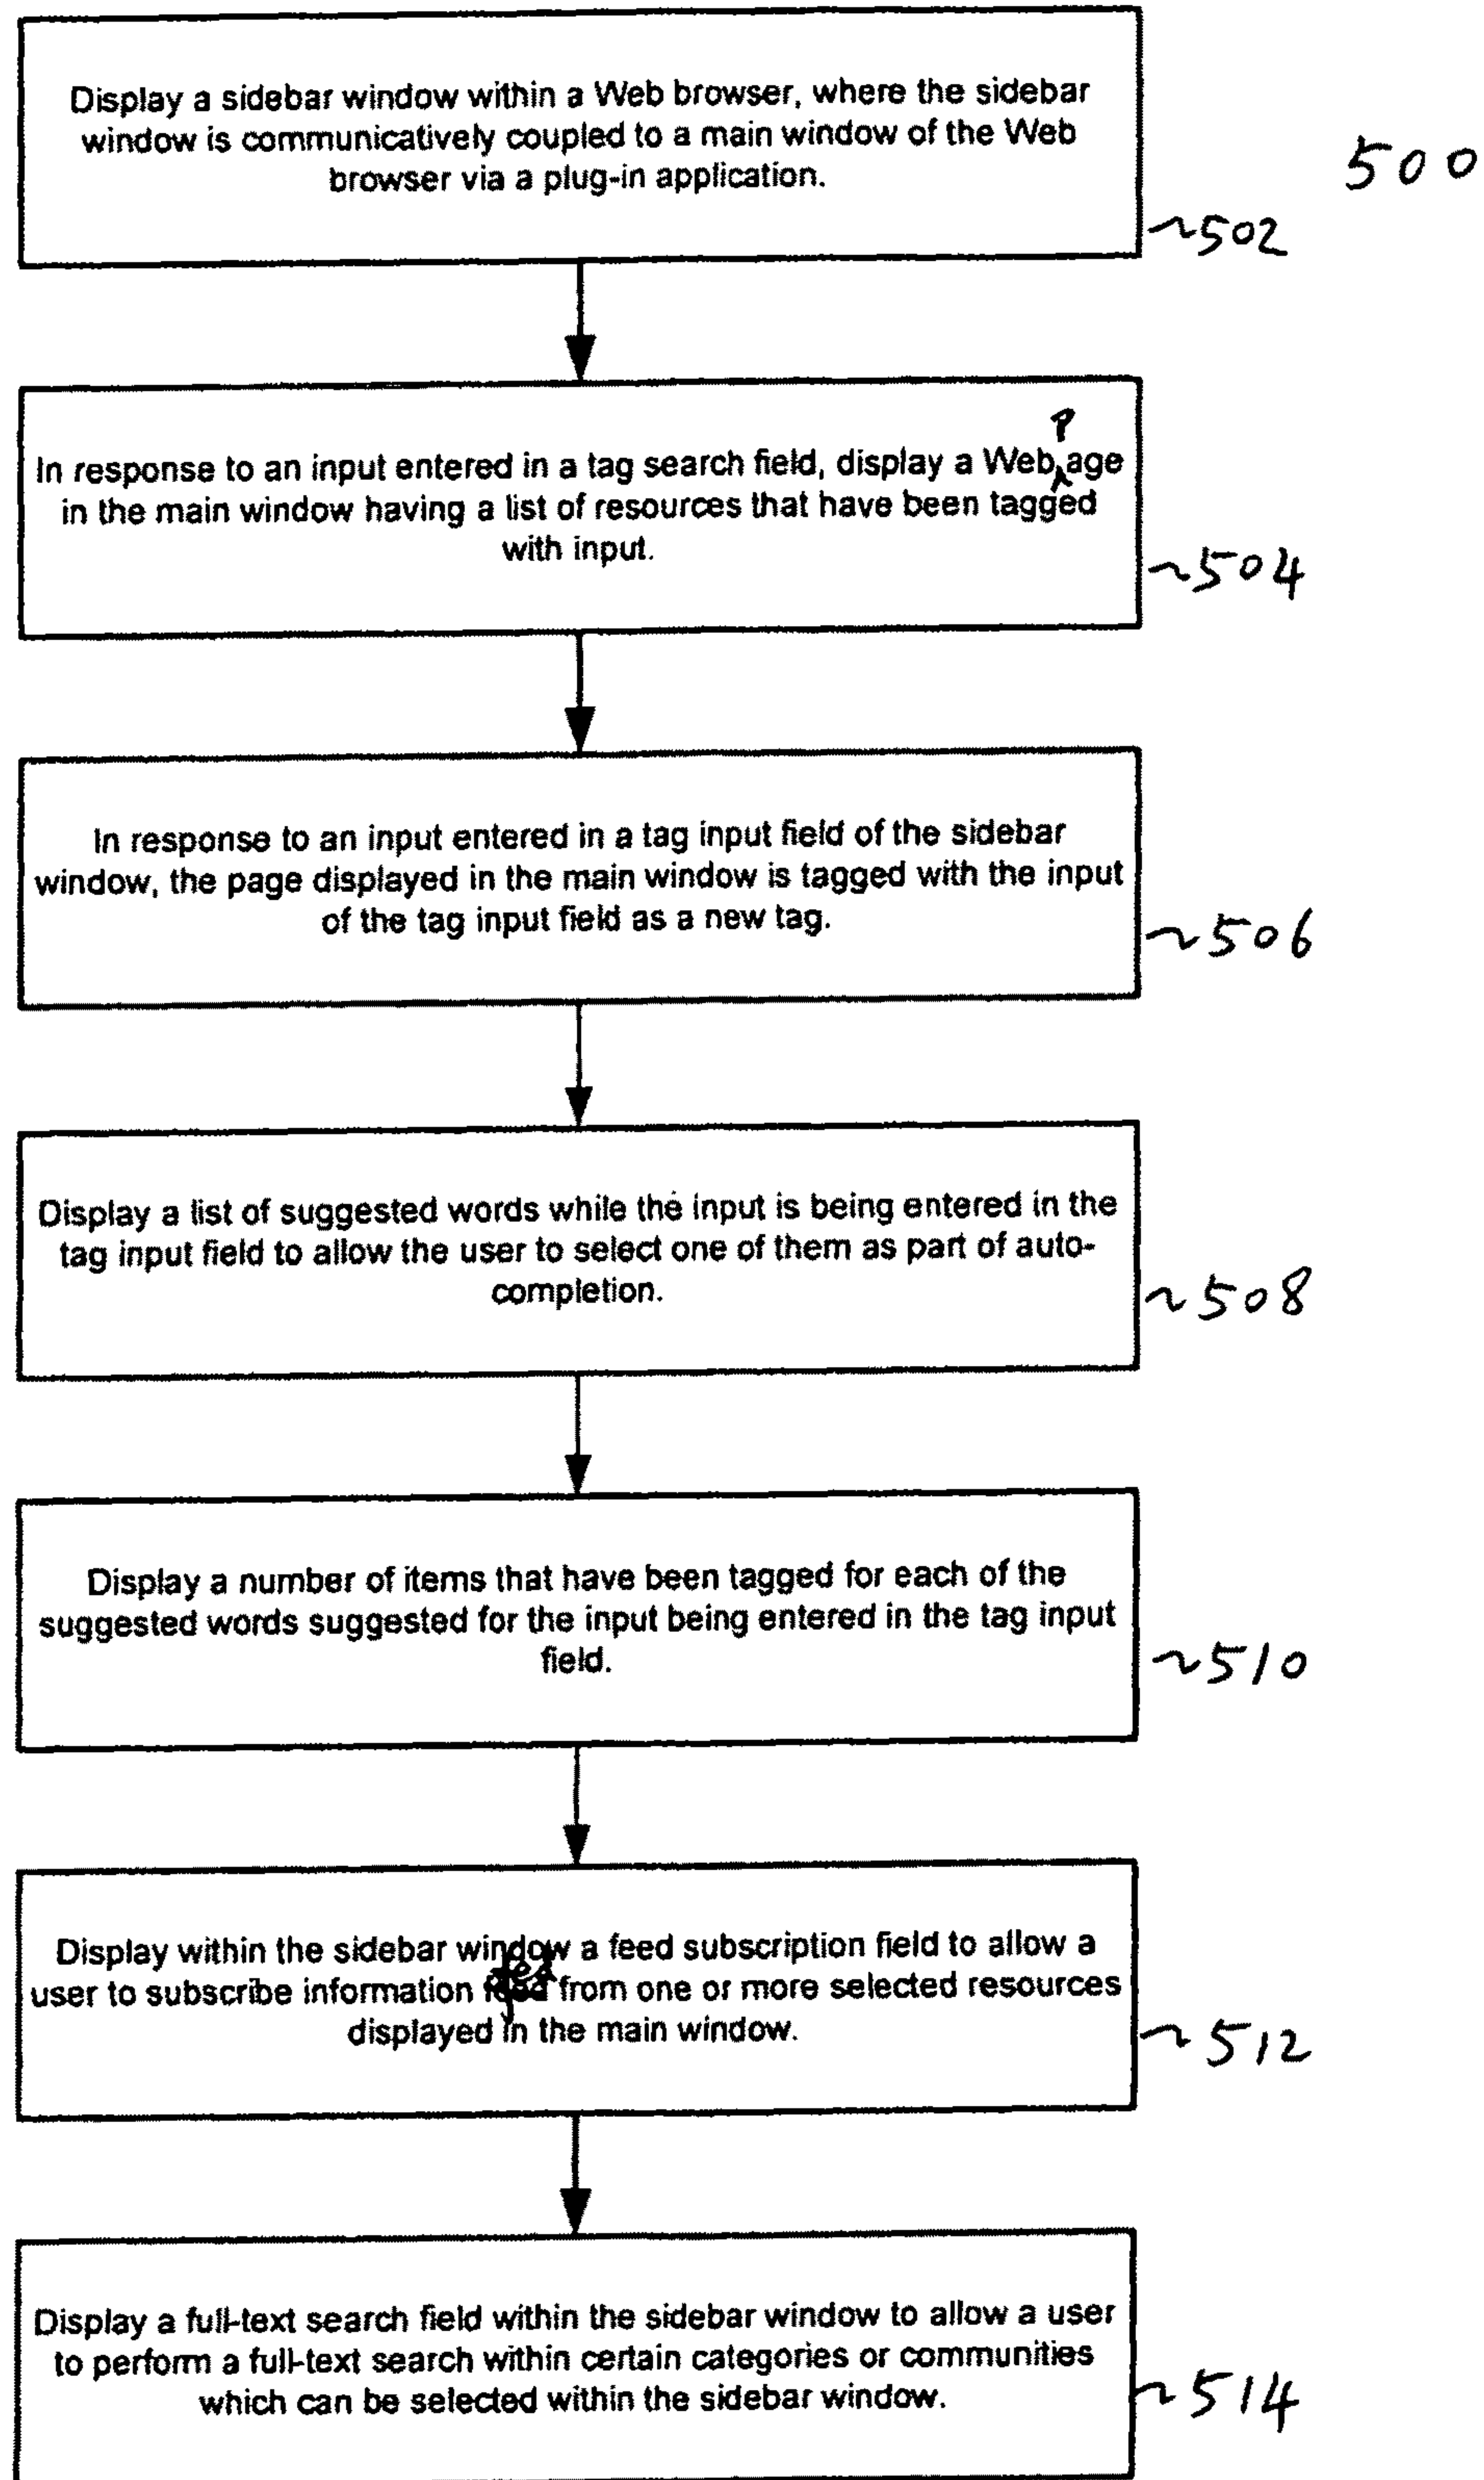 Display a sidebar window within a Web browser, where the sidebar
window is communicatively coupled to a main window of the Web
browser via a plug-in application.
500
~502
In response to an input entered in a tag search field, display a Web page
in the main window having a list of resources that have been tagged
with input.
~504
In response to an input entered in a tag input field of the sidebar
window, the page displayed in the main window is tagged with the input
of the tag input field as a new tag.
~506
Display a list of suggested words while the input is being entered in the
tag input field to allow the user to select one of them as part of auto-
completion.
~508
Display a number of items that have been tagged for each of the
suggested words suggested for the input being entered in the tag input
field.
~510
Display within the sidebar window a feed subscription field to allow a
user to subscribe information from one or more selected resources
displayed in the main window.
~512
Display a full-text search field within the sidebar window to allow a user
to perform a full-text search within certain categories or communities
which can be selected within the sidebar window.
~514